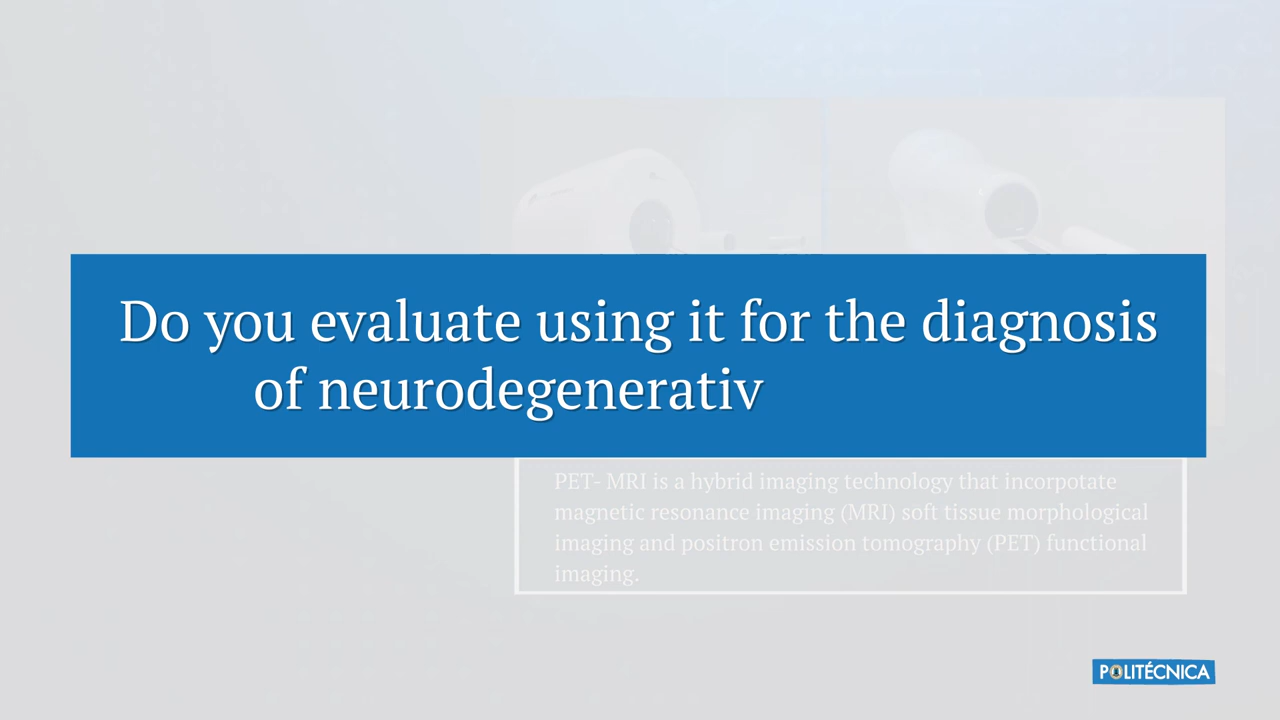 Do you evaluate using it for the diagnosis
of neurodegenerativ
PET- MRI is a hybrid imaging technology that incorpotate
magnetic resonance imaging (MRI) soft tissue morphological
imaging and positron emission tomography (PET) functional
imaging.
POLITÉCNICA